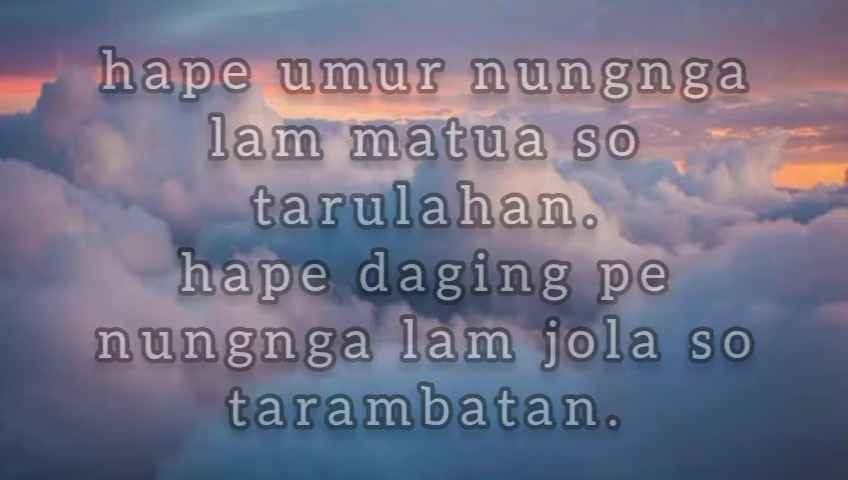 hape umur nungnga
lam matua so
tarulahan.
hape daging pe
nungnga lam jola so
tarambatan.